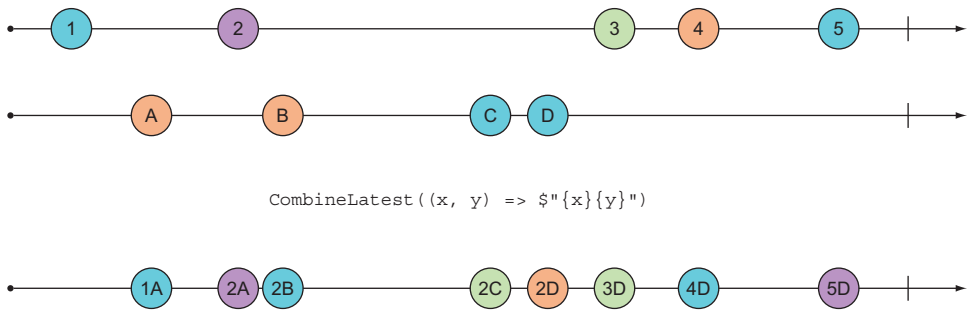 1 2 3 4 5
A B C D
CombineLatest((x, y) => $"{x}{y}")
1A 2A 2B 2C 2D 3D 4D 5D